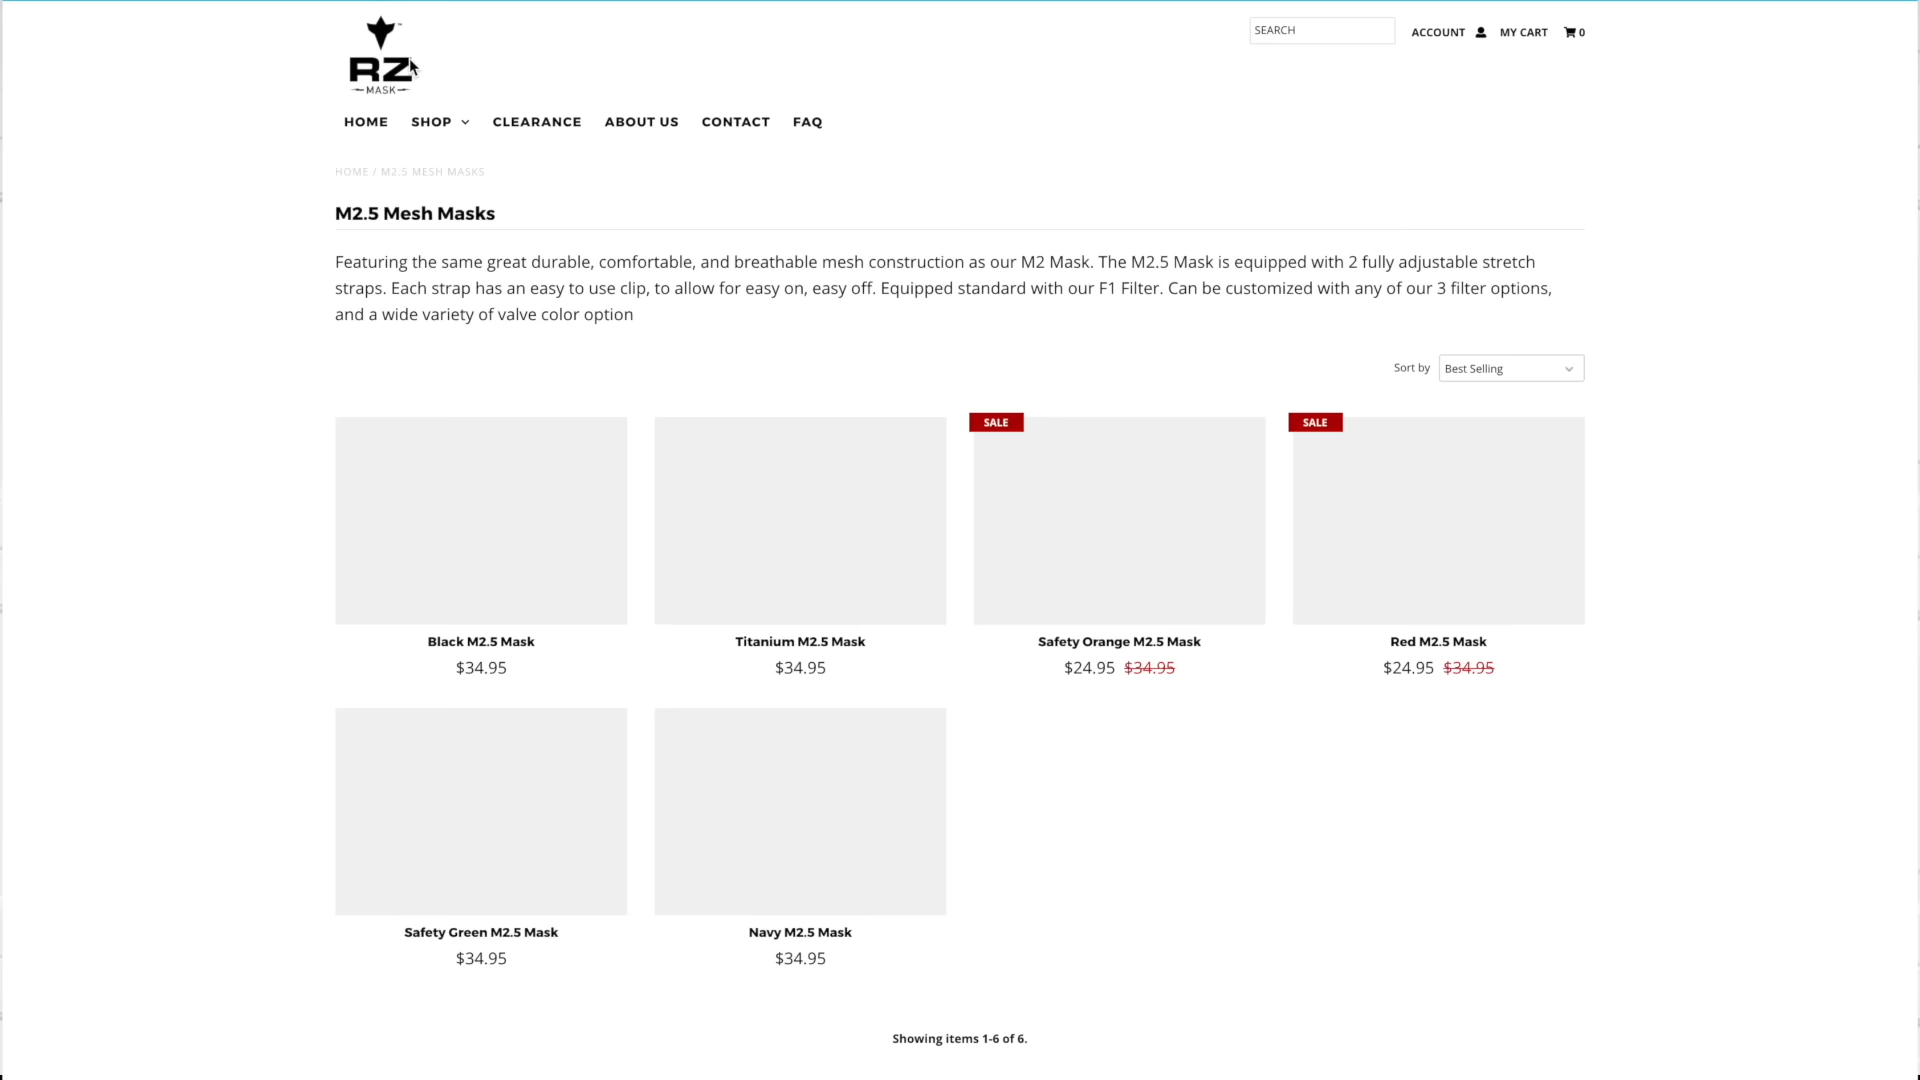 SEARCH
ACCOUNT
MY CART
0
RZ
MASK
HOME
SHOP
CLEARANCE
ABOUT US
CONTACT
FAQ
HOME / M2.5 MESH MASKS
M2.5 Mesh Masks
Featuring the same great durable, comfortable, and breathable mesh construction as our M2 Mask. The M2.5 Mask is equipped with 2 fully adjustable stretch
straps. Each strap has an easy to use clip, to allow for easy on, easy off. Equipped standard with our F1 Filter. Can be customized with any of our 3 filter options,
and a wide variety of valve color option
Sort by
Best Selling
SALE
SALE
Black M2.5 Mask
$34.95
Titanium M2.5 Mask
$34.95
Safety Orange M2.5 Mask
$24.95 $34.95
Red M2.5 Mask
$24.95 $34.95
Safety Green M2.5 Mask
$34.95
Navy M2.5 Mask
$34.95
Showing items 1-6 of 6.